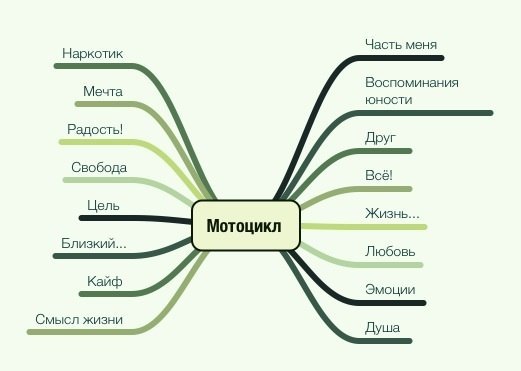 Наркотик
Мечта
Радость!
Свобода
Цель
Близкий...
Кайф
Смысл жизни
Мотоцикл
Часть меня
Воспоминания
юности
Друг
Всё!
Жизнь...
Любовь
Эмоции
Душа